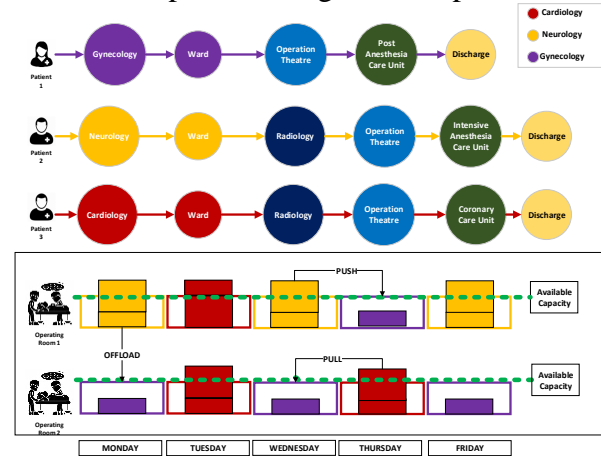 Cardiology
Neurology
Gynecology
Gynecology
Ward
Operation
Theatre
Post
Anesthesia
Care Unit
Discharge
Patient
1
Neurology
Ward
Radiology
Operation
Theatre
Intensive
Anesthesia
Care Unit
Discharge
Patient
2
Cardiology
Ward
Radiology
Operation
Theatre
Coronary
Care Unit
Discharge
Patient
3
PUSH
Available
Capacity
Operating
Room 1
OFFLOAD
PULL
Available
Capacity
Operating
Room 2
MONDAY
TUESDAY
WEDNESDAY
THURSDAY
FRIDAY